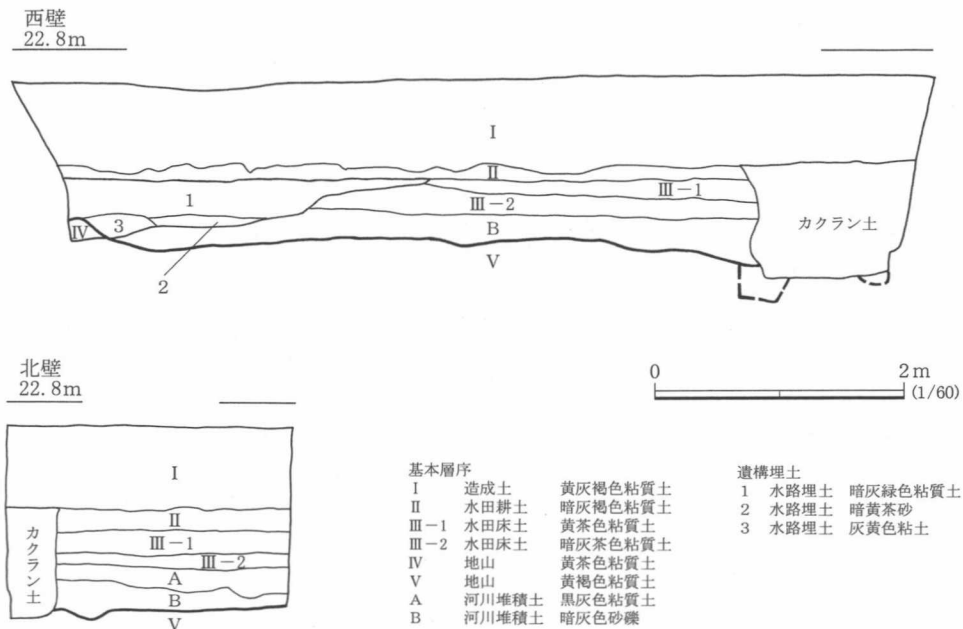 西壁
22.8m
I
II
III-1
1
III-2
IV
3
B
カクラン土
V
2
北壁
22.8m
0
2m
(1/60)
I
II
カクラン土
III-1
III-2
A
B
V
基本層序
I 造成土 黄灰褐色粘質土
II 水田耕土 暗灰褐色粘質土
III-1 水田床土 黄茶色粘質土
III-2 水田床土 暗灰茶色粘質土
IV 地山 黄茶色粘質土
V 地山 黄褐色粘質土
A 河川堆積土 黒灰色粘質土
B 河川堆積土 暗灰色砂礫
遺構埋土
1 水路埋土 暗灰緑色粘質土
2 水路埋土 暗黄茶砂
3 水路埋土 灰黄色粘土